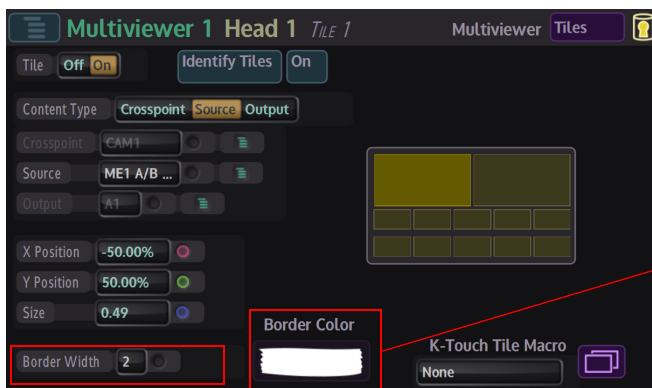 Multiviewer 1 Head 1 TILE 1 Multiviewer Tiles
Tile Off On Identify Tiles On
Content Type Crosspoint Source Output
Crosspoint CAM1
Source ME1 A/B ...
Output A1
X Position -50.00%
Y Position 50.00%
Size 0.49
Border Color
K-Touch Tile Macro
Border Width 2
None